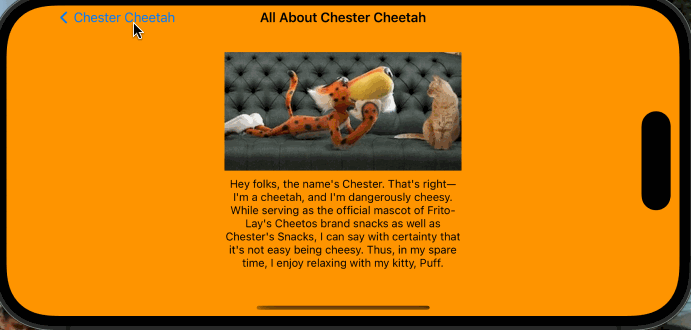 Chester Cheetah
All About Chester Cheetah
Hey folks, the name's Chester. That's right—
I'm a cheetah, and I'm dangerously cheesy.
While serving as the official mascot of Frito-
Lay's Cheetos brand snacks as well as
Chester's Snacks, I can say with certainty that
it's not easy being cheesy. Thus, in my spare
time, I enjoy relaxing with my kitty, Puff.